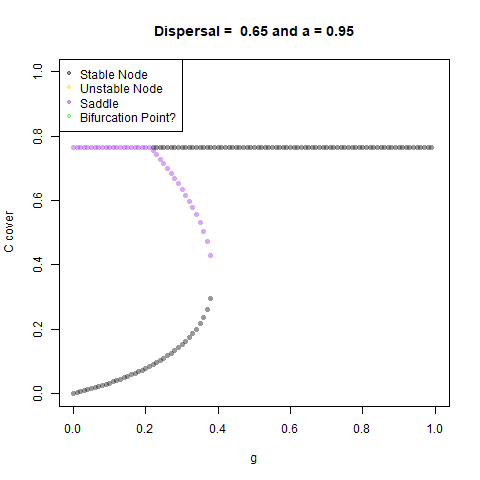 Dispersal =  0.65 and a = 0.95
Stable Node
Unstable Node
Saddle
Bifurcation Point?
C cover
1.0
0.8
0.6
0.4
0.2
0.0
0.0 0.2 0.4 0.6 0.8 1.0
g